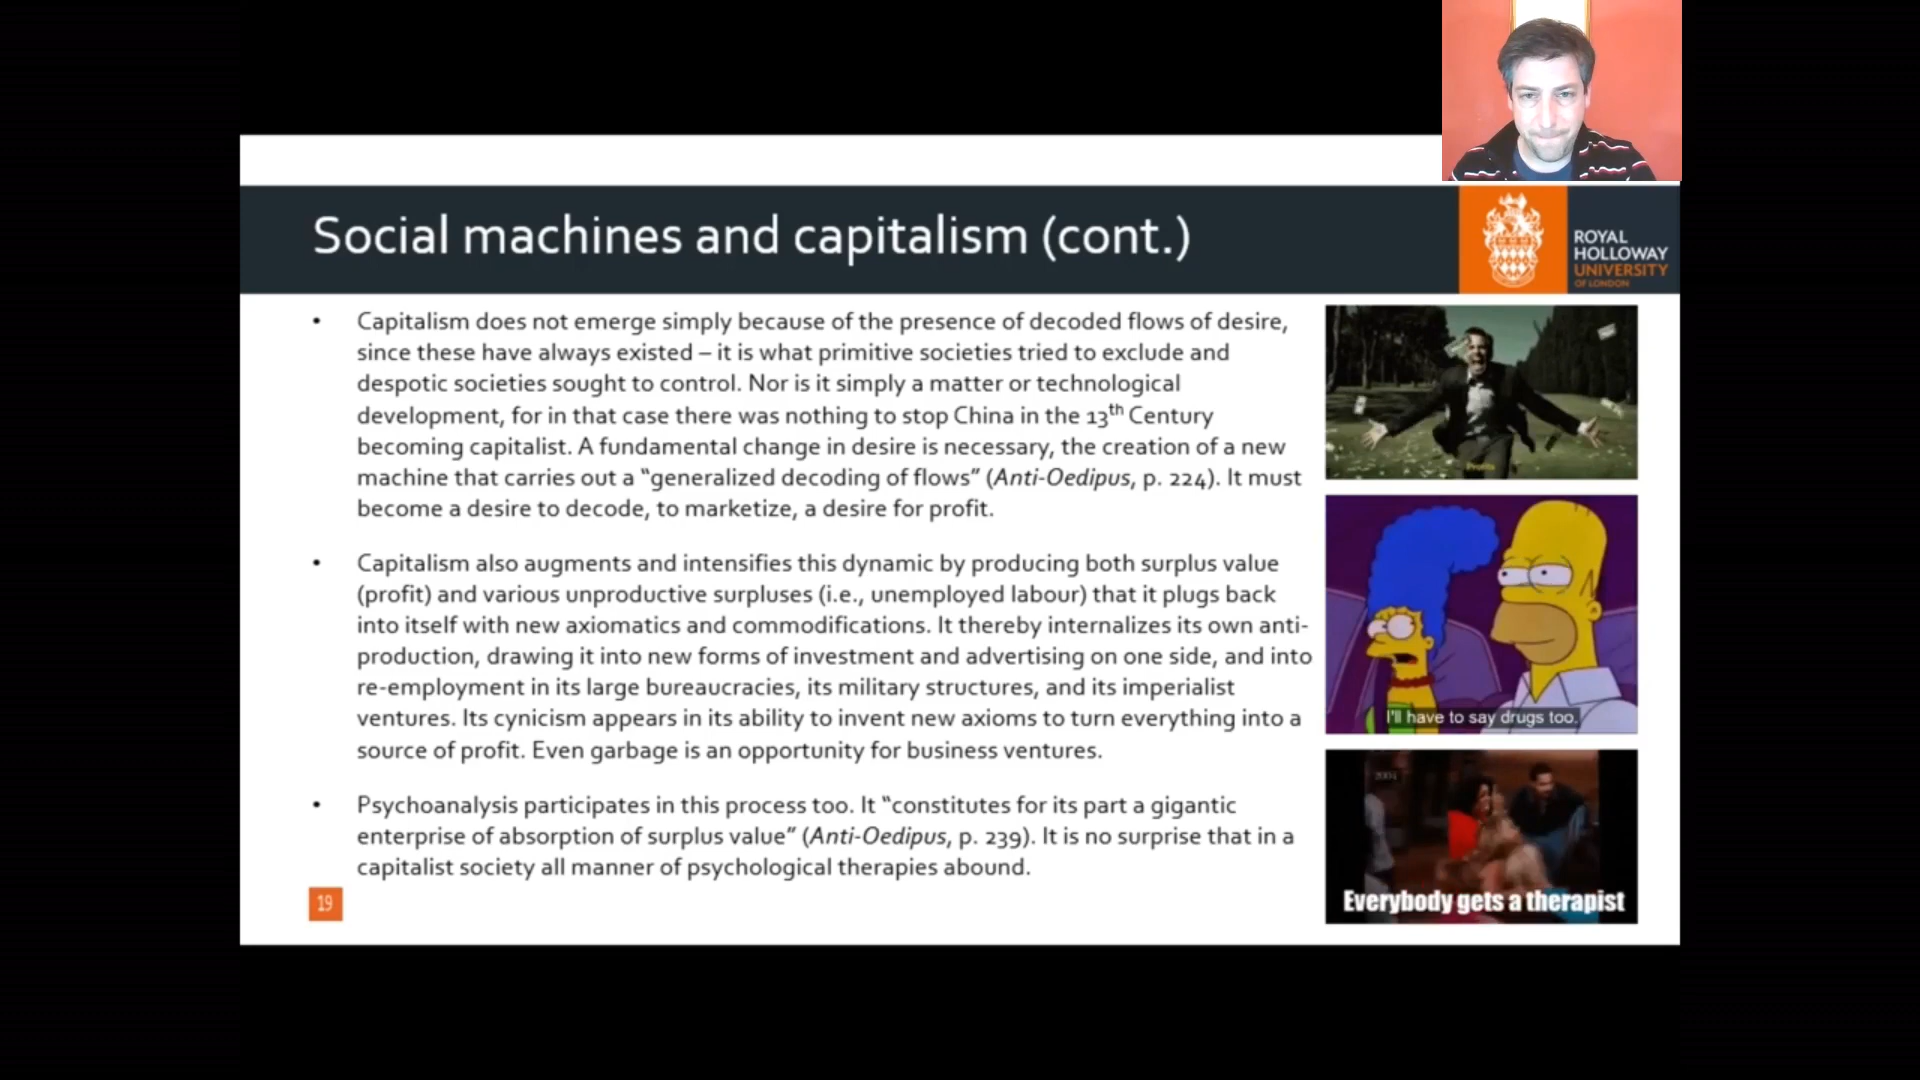 Social machines and capitalism (cont.)
ROYAL
HOLLOWAY
UNIVERSITY
OF LONDON
• Capitalism does not emerge simply because of the presence of decoded flows of desire,
since these have always existed – it is what primitive societies tried to exclude and
despotic societies sought to control. Nor is it simply a matter or technological
development, for in that case there was nothing to stop China in the 13th Century
becoming capitalist. A fundamental change in desire is necessary, the creation of a new
machine that carries out a “generalized decoding of flows” (Anti-Oedipus, p. 224). It must
become a desire to decode, to marketize, a desire for profit.
• Capitalism also augments and intensifies this dynamic by producing both surplus value
(profit) and various unproductive surpluses (i.e., unemployed labour) that it plugs back
into itself with new axiomatics and commodifications. It thereby internalizes its own anti-
production, drawing it into new forms of investment and advertising on one side, and into
re-employment in its large bureaucracies, its military structures, and its imperialist
ventures. Its cynicism appears in its ability to invent new axioms to turn everything into a
source of profit. Even garbage is an opportunity for business ventures.
• Psychoanalysis participates in this process too. It “constitutes for its part a gigantic
enterprise of absorption of surplus value” (Anti-Oedipus, p. 239). It is no surprise that in a
capitalist society all manner of psychological therapies abound.
19
Profits
I'll have to say drugs too.
Everybody gets a therapist